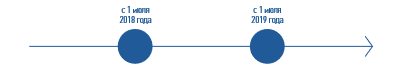 с 1 июля
2018 года
с 1 июля
2019 года